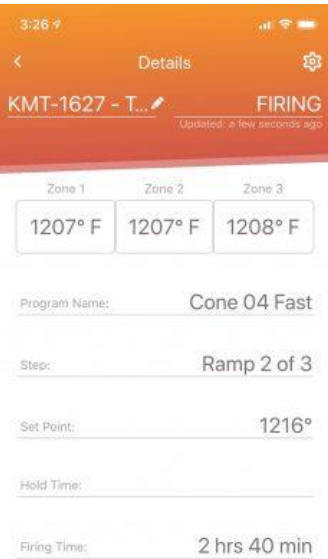 3:26
Details
KMT-1627 - T... FIRING
Updated: a few seconds ago
Zone 1 Zone 2 Zone 3
1207° F 1207° F 1208° F
Program Name: Cone 04 Fast
Step: Ramp 2 of 3
Set Point: 1216°
Hold Time:
Firing Time: 2 hrs 40 min